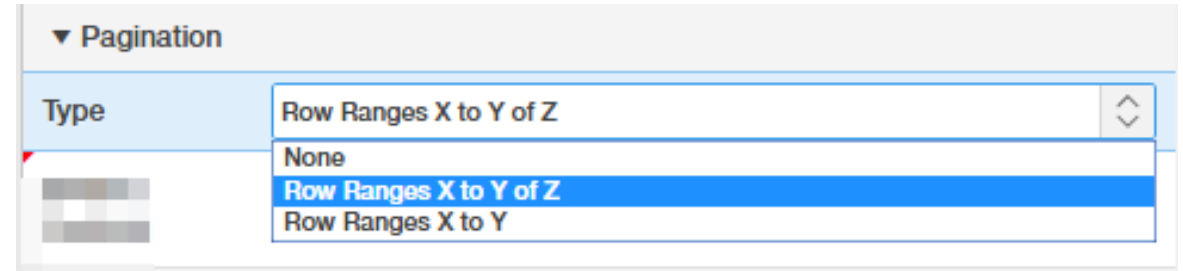 Pagination
Type Row Ranges X to Y of Z
None
Row Ranges X to Y of Z
Row Ranges X to Y